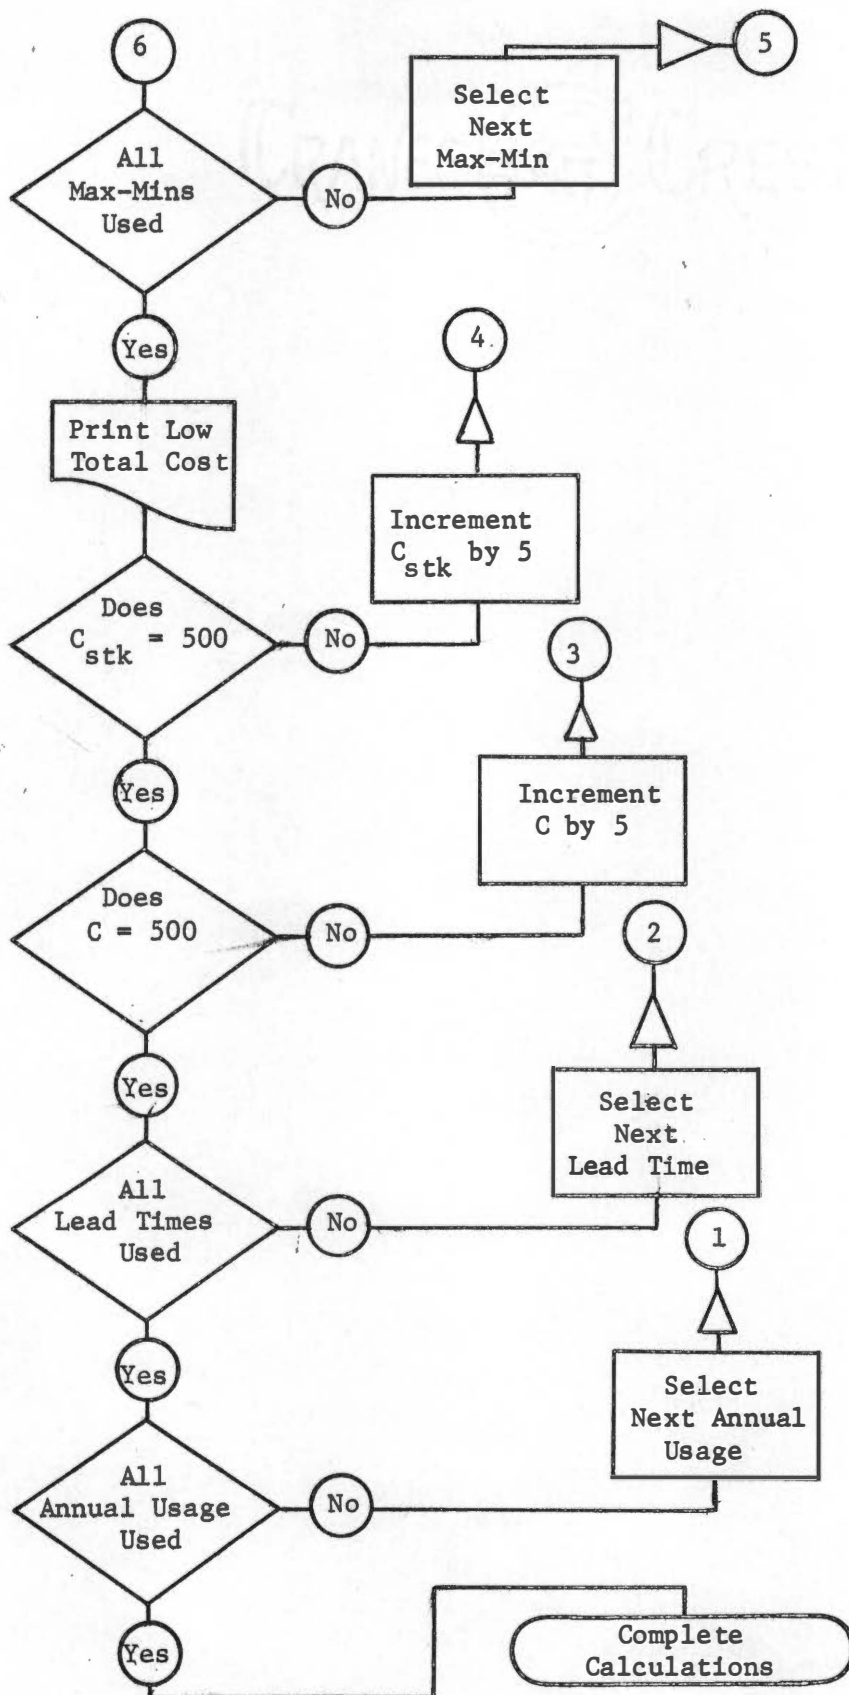 6
5
Select
Next
Max-Min
All
Max-Mins
Used
No
Yes
4
Print Low
Total Cost
Increment
C_stk by 5
Does
C_stk = 500
No
3
Yes
Increment
C by 5
Does
C = 500
No
2
Yes
Select
Next
Lead Time
All
Lead Times
Used
No
1
Yes
Select
Next Annual
Usage
All
Annual Usage
Used
No
Yes
Complete
Calculations